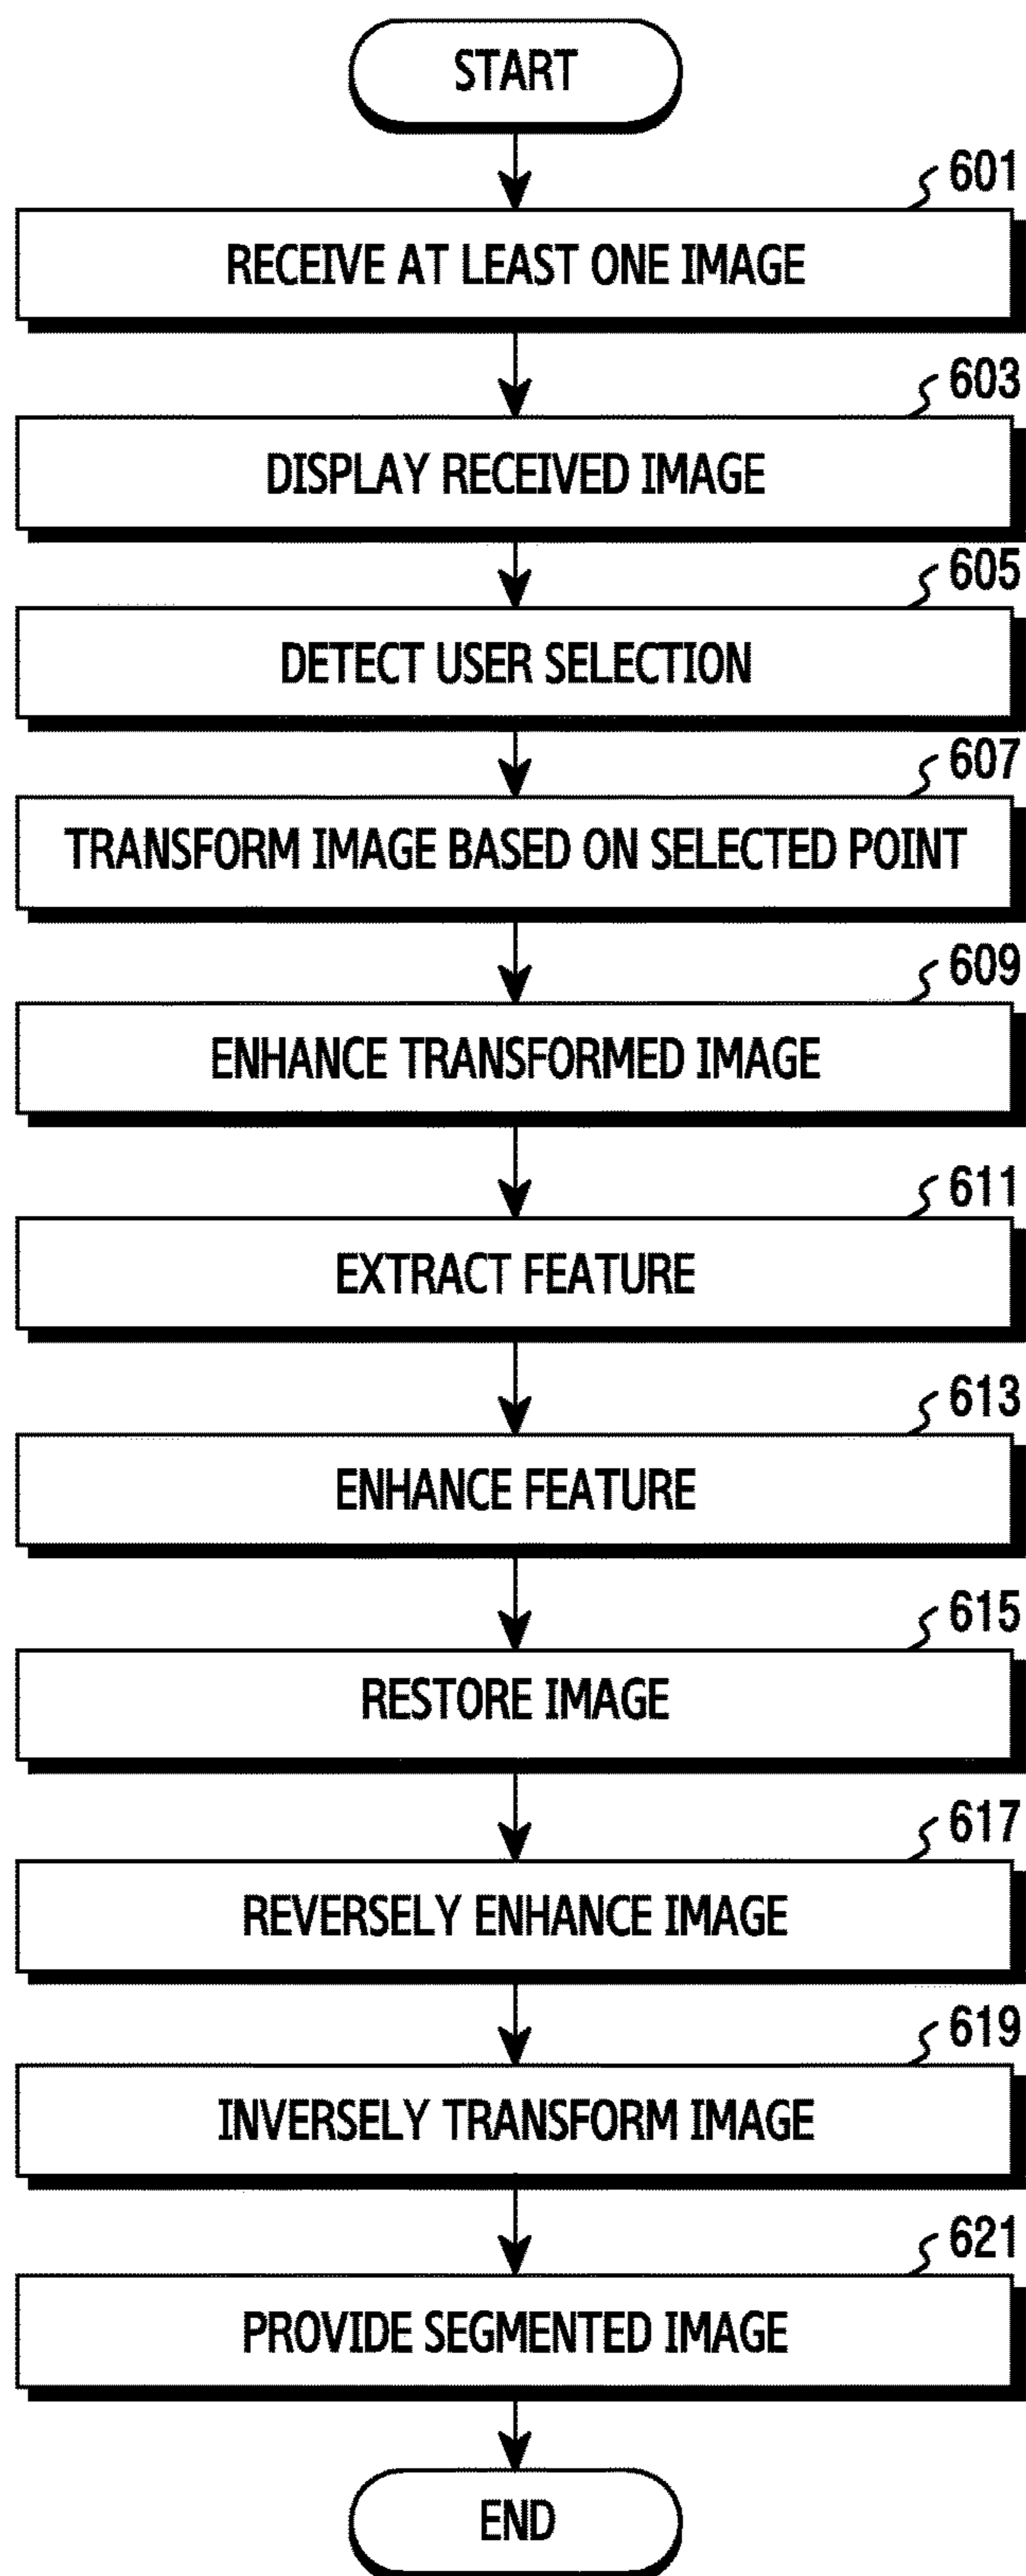 START
601
RECEIVE AT LEAST ONE IMAGE
603
DISPLAY RECEIVED IMAGE
605
DETECT USER SELECTION
607
TRANSFORM IMAGE BASED ON SELECTED POINT
609
ENHANCE TRANSFORMED IMAGE
611
EXTRACT FEATURE
613
ENHANCE FEATURE
615
RESTORE IMAGE
617
REVERSELY ENHANCE IMAGE
619
INVERSELY TRANSFORM IMAGE
621
PROVIDE SEGMENTED IMAGE
END